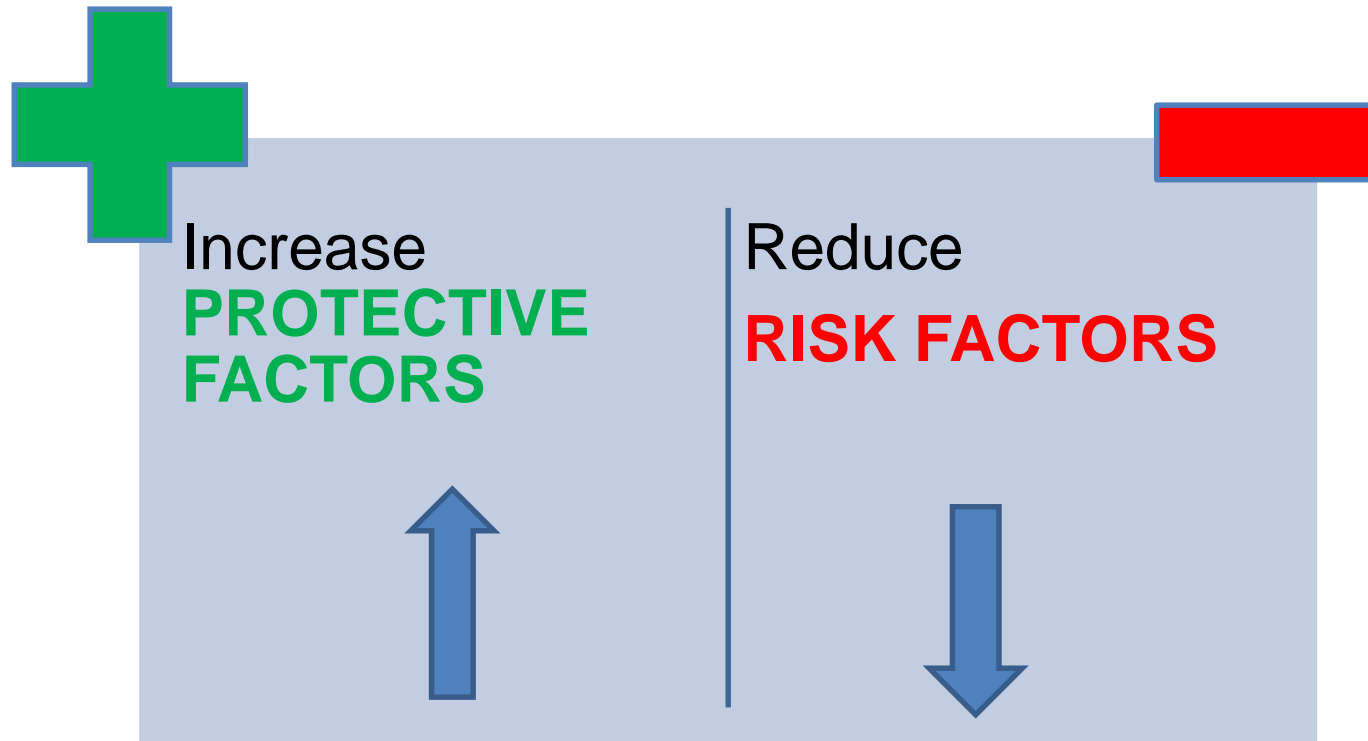 Increase
PROTECTIVE
FACTORS
Reduce
RISK FACTORS